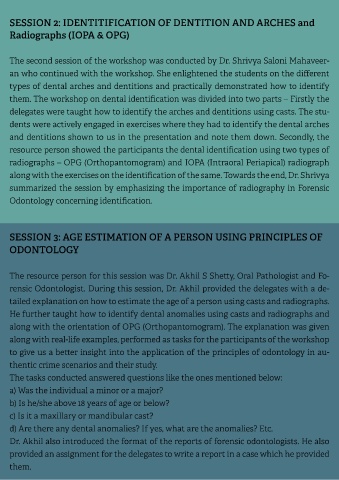 SESSION 2: IDENTITIFICATION OF DENTITION AND ARCHES and
Radiographs (IOPA & OPG)
The second session of the workshop was conducted by Dr. Shrivya Saloni Mahaveer-
an who continued with the workshop. She enlightened the students on the different
types of dental arches and dentitions and practically demonstrated how to identify
them. The workshop on dental identification was divided into two parts – Firstly the
delegates were taught how to identify the arches and dentitions using casts. The stu-
dents were actively engaged in exercises where they had to identify the dental arches
and dentitions shown to us in the presentation and note them down. Secondly, the
resource person showed the participants the dental identification using two types of
radiographs – OPG (Orthopantomogram) and IOPA (Intraoral Periapical) radiograph
along with the exercises on the identification of the same. Towards the end, Dr. Shrivya
summarized the session by emphasizing the importance of radiography in Forensic
Odontology concerning identification.
SESSION 3: AGE ESTIMATION OF A PERSON USING PRINCIPLES OF
ODONTOLOGY
The resource person for this session was Dr. Akhil S Shetty, Oral Pathologist and Fo-
rensic Odontologist. During this session, Dr. Akhil provided the delegates with a de-
tailed explanation on how to estimate the age of a person using casts and radiographs.
He further taught how to identify dental anomalies using casts and radiographs and
along with the orientation of OPG (Orthopantomogram). The explanation was given
along with real-life examples, performed as tasks for the participants of the workshop
to give us a better insight into the application of the principles of odontology in au-
thentic crime scenarios and their study.
The tasks conducted answered questions like the ones mentioned below:
a) Was the individual a minor or a major?
b) Is he/she above 18 years of age or below?
c) Is it a maxillary or mandibular cast?
d) Are there any dental anomalies? If yes, what are the anomalies? Etc.
Dr. Akhil also introduced the format of the reports of forensic odontologists. He also
provided an assignment for the delegates to write a report in a case which he provided
them.